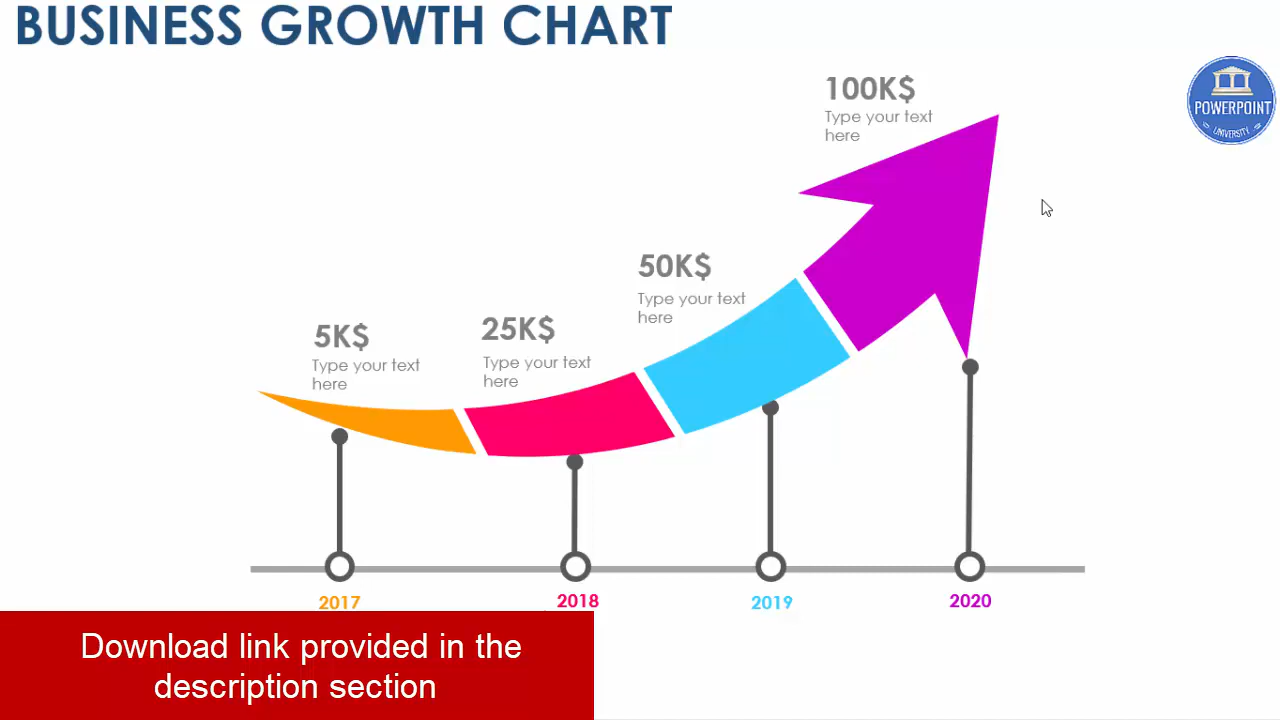 BUSINESS GROWTH CHART
100K$
Type your text
here
POWERPOINT
UNIVERSITY
50K$
Type your text
here
5K$
Type your text
here
25K$
Type your text
here
2017
2018
2019
2020
Download link provided in the
description section